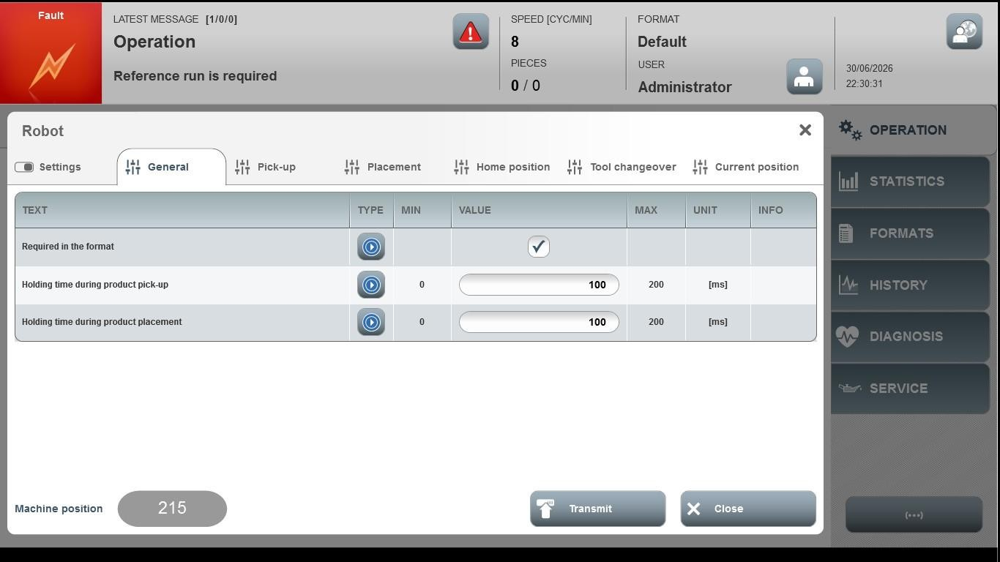 Fault
LATEST MESSAGE [1/0/0]
Operation
Reference run is required
SPEED [CYC/MIN]
8
PIECES
0 / 0
FORMAT
Default
USER
Administrator
30/06/2026
22:30:31
Robot
Settings
General
Pick-up
Placement
Home position
Tool changeover
Current position
TEXT TYPE MIN VALUE MAX UNIT INFO
Required in the format
Holding time during product pick-up 0 100 200 [ms]
Holding time during product placement 0 100 200 [ms]
Machine position 215
Transmit
Close
OPERATION
STATISTICS
FORMATS
HISTORY
DIAGNOSIS
SERVICE
(•••)